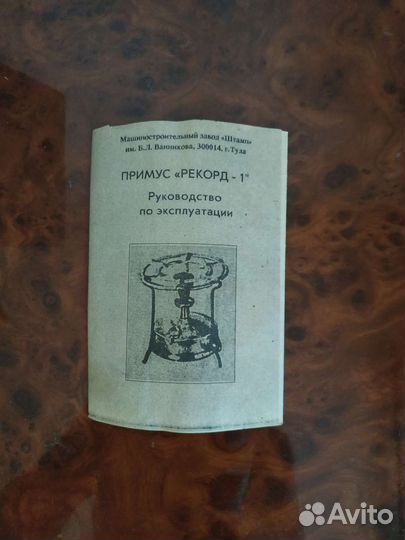 Машиностроительный завод «Штамп»
им. Б.Л. Ванникова, 300014, г.Тула
ПРИМУС «РЕКОРД - 1"
Руководство
по эксплуатации
Avito